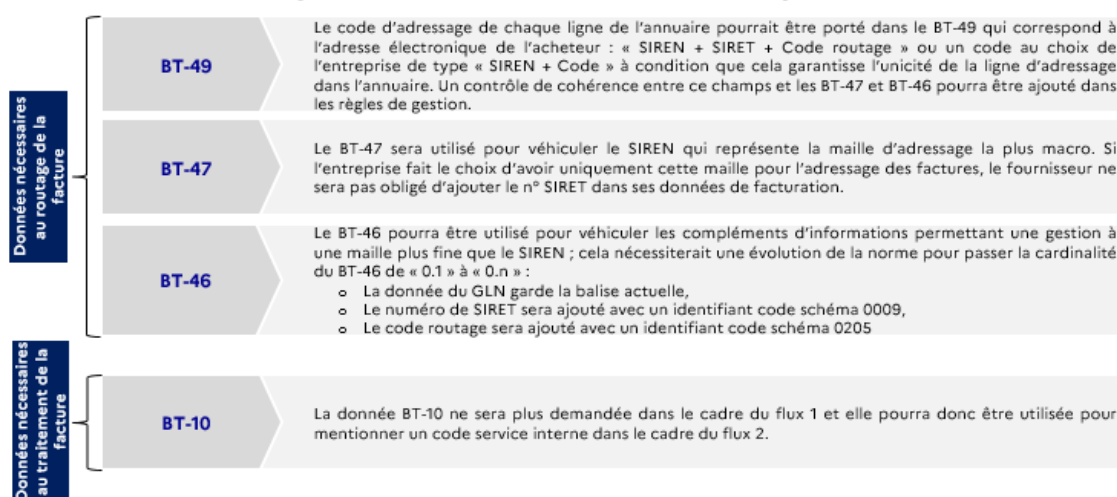 Données nécessaires
au routage de la
facture
BT-49
Le code d'adressage de chaque ligne de l'annuaire pourrait être porté dans le BT-49 qui correspond à
l'adresse électronique de l'acheteur : « SIREN + SIRET + Code routage » ou un code au choix de
l'entreprise de type « SIREN + Code » à condition que cela garantisse l'unicité de la ligne d'adressage
dans l'annuaire. Un contrôle de cohérence entre ce champs et les BT-47 et BT-46 pourra être ajouté dans
les règles de gestion.
BT-47
Le BT-47 sera utilisé pour véhiculer le SIREN qui représente la maille d'adressage la plus macro. Si
l'entreprise fait le choix d'avoir uniquement cette maille pour l'adressage des factures, le fournisseur ne
sera pas obligé d'ajouter le n° SIRET dans ses données de facturation.
BT-46
Le BT-46 pourra être utilisé pour véhiculer les compléments d'informations permettant une gestion à
une maille plus fine que le SIREN ; cela nécessiterait une évolution de la norme pour passer la cardinalité
du BT-46 de « 0.1 » à « 0.n » :
o La donnée du GLN garde la balise actuelle,
o Le numéro de SIRET sera ajouté avec un identifiant code schéma 0009,
o Le code routage sera ajouté avec un identifiant code schéma 0205
Données nécessaires
au traitement de la
facture
BT-10
La donnée BT-10 ne sera plus demandée dans le cadre du flux 1 et elle pourra donc être utilisée pour
mentionner un code service interne dans le cadre du flux 2.